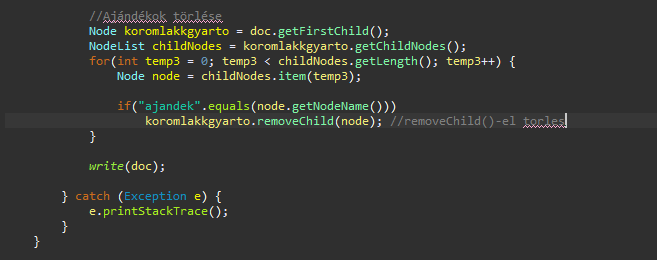 //Ajándékok törlése
Node koromlakkgyarto = doc.getFirstChild();
NodeList childNodes = koromlakkgyarto.getChildNodes();
for(int temp3 = 0; temp3 < childNodes.getLength(); temp3++) {
Node node = childNodes.item(temp3);
if("ajandek".equals(node.getNodeName()))
koromlakkgyarto.removeChild(node); //removeChild()-el torles
}
write(doc);
} catch (Exception e) {
e.printStackTrace();
}
}